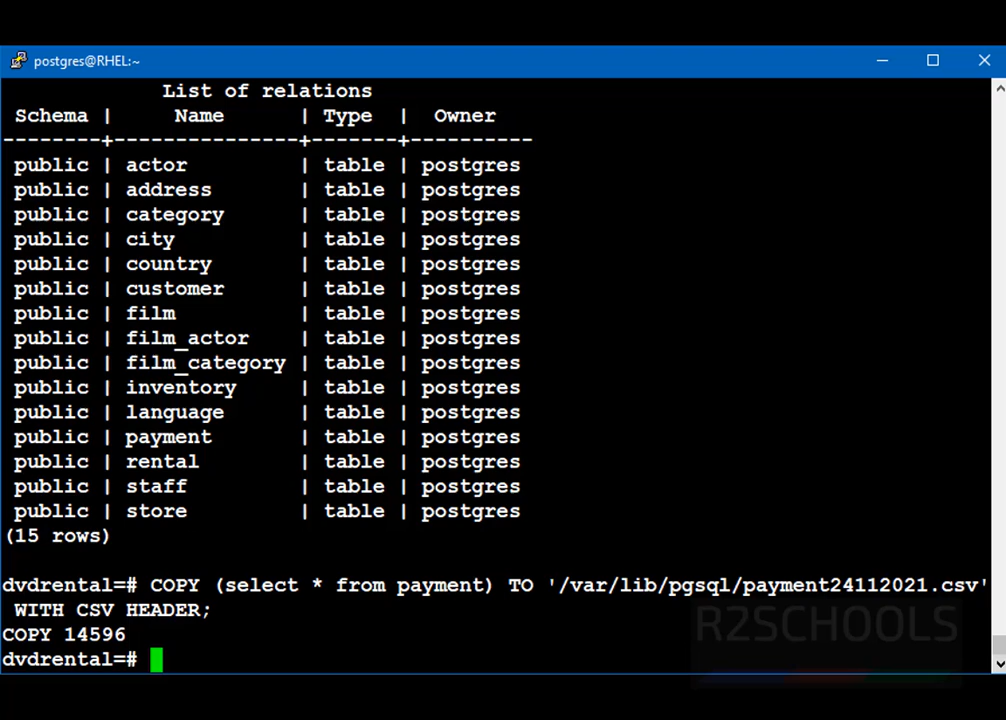 postgres@RHEL:~
List of relations
Schema | Name | Type | Owner
--------+---------------+-------+----------
public | actor | table | postgres
public | address | table | postgres
public | category | table | postgres
public | city | table | postgres
public | country | table | postgres
public | customer | table | postgres
public | film | table | postgres
public | film_actor | table | postgres
public | film_category | table | postgres
public | inventory | table | postgres
public | language | table | postgres
public | payment | table | postgres
public | rental | table | postgres
public | staff | table | postgres
public | store | table | postgres
(15 rows)
dvdrental=# COPY (select * from payment) TO '/var/lib/pgsql/payment24112021.csv'
WITH CSV HEADER;
COPY 14596
dvdrental=#
R2SCHOOLS